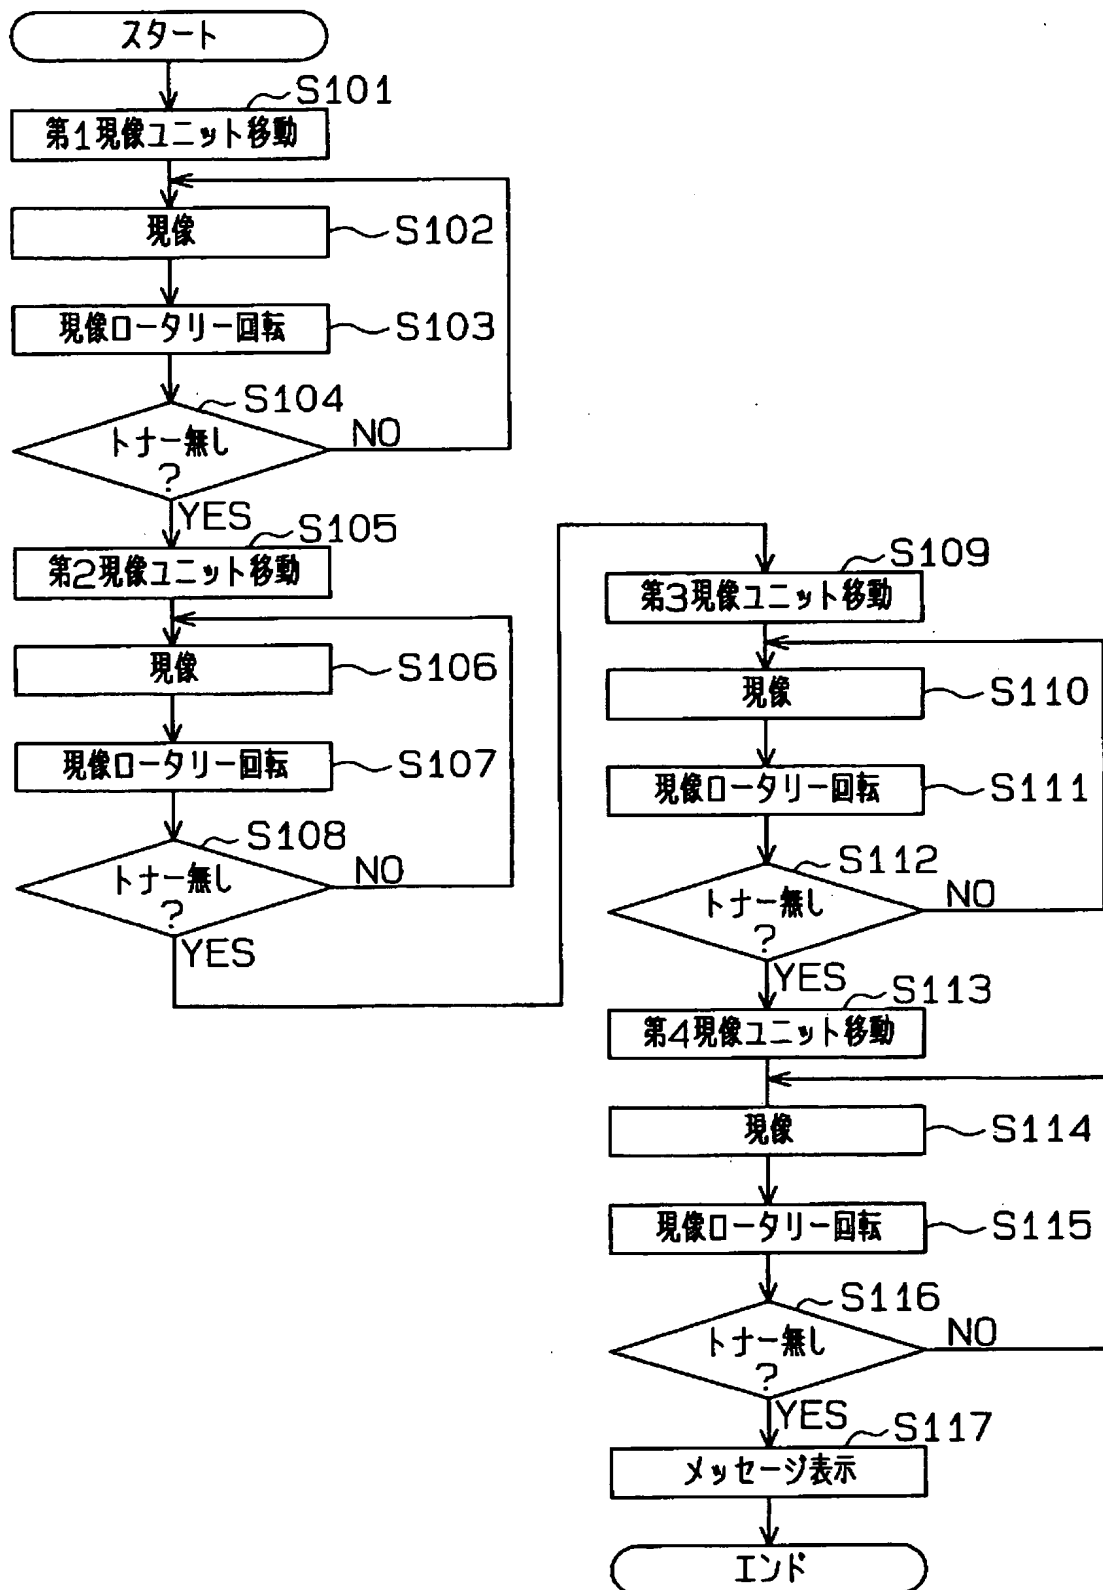 スタート
S101
第1現像ユニット移動
現像
S102
現像ロータリー回転
S103
S104
トナー無し
?
NO
YES
S105
第2現像ユニット移動
現像
S106
現像ロータリー回転
S107
S108
トナー無し
?
NO
YES
S109
第3現像ユニット移動
現像
S110
現像ロータリー回転
S111
S112
トナー無し
?
NO
YES
S113
第4現像ユニット移動
現像
S114
現像ロータリー回転
S115
S116
トナー無し
?
NO
YES
S117
メッセージ表示
エンド